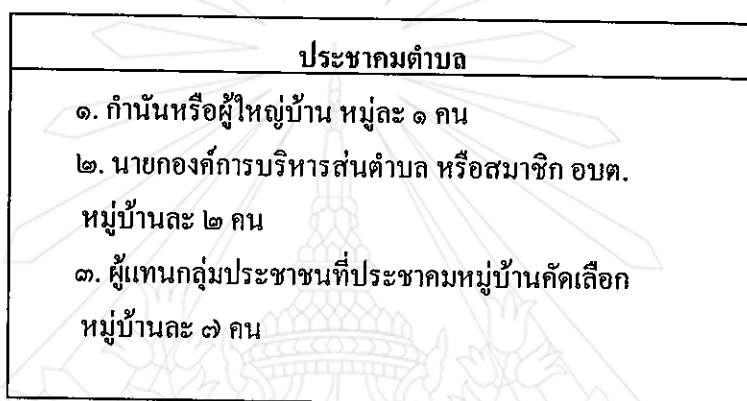 ประชาคมตำบล
๑. กำนันหรือผู้ใหญ่บ้าน หมู่ละ ๑ คน
๒. นายกองค์การบริหารส่นตำบล หรือสมาชิก อบต.
หมู่บ้านละ ๒ คน
๓. ผู้แทนกลุ่มประชาชนที่ประชาคมหมู่บ้านคัดเลือก
หมู่บ้านละ ๗ คน